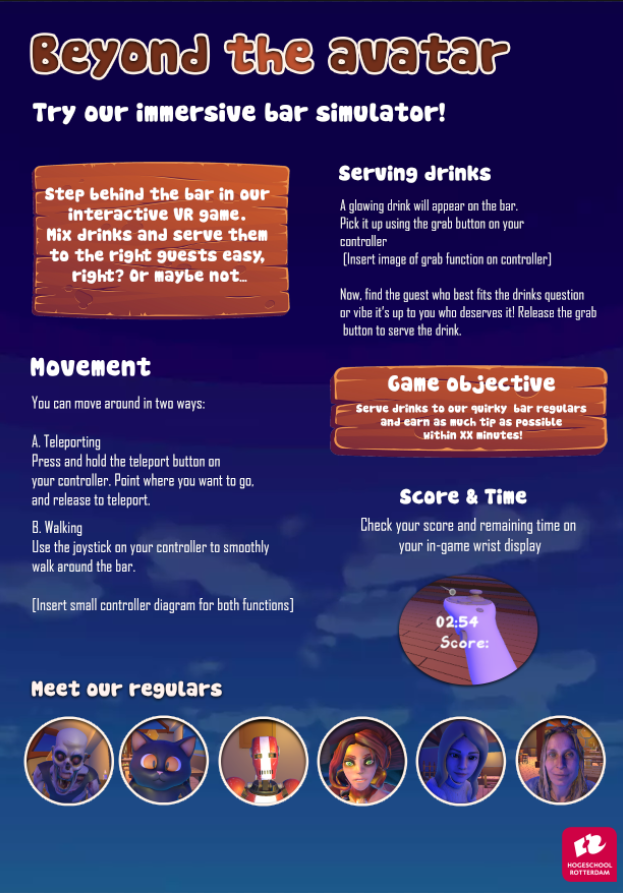 Beyond the avatar
Try our immersive bar simulator!
Step behind the bar in our
interactive VR game.
Mix drinks and serve them
to the right guests easy,
right? Or maybe not...
Serving drinks
A glowing drink will appear on the bar.
Pick it up using the grab button on your
controller
[Insert image of grab function on controller]
Now, find the guest who best fits the drinks question
or vibe it's up to you who deserves it! Release the grab
button to serve the drink.
Movement
You can move around in two ways:
A. Teleporting
Press and hold the teleport button on
your controller. Point where you want to go,
and release to teleport.
B. Walking
Use the joystick on your controller to smoothly
walk around the bar.
[Insert small controller diagram for both functions]
Game objective
Serve drinks to our quirky bar regulars
and earn as much tip as possible
within XX minutes!
Score & Time
Check your score and remaining time on
your in-game wrist display
02:54
Score:
Meet our regulars
HOGESCHOOL
ROTTERDAM